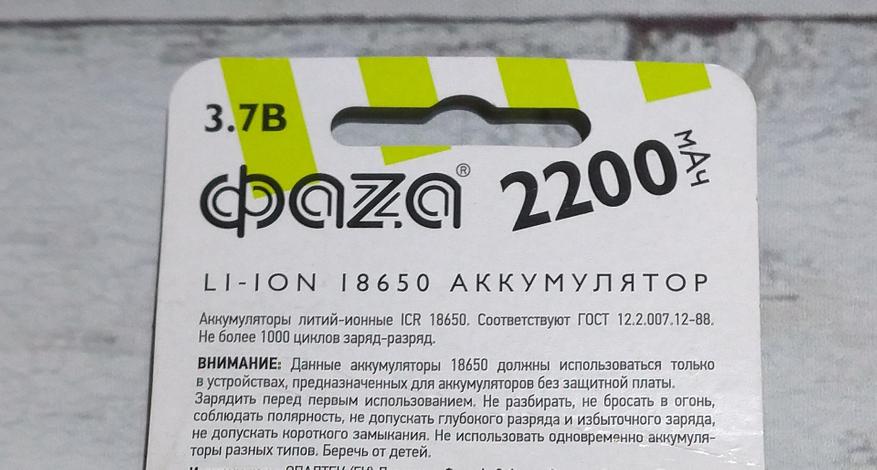 3.7В
фаzа®
2200 мАч
LI-ION 18650 АККУМУЛЯТОР
Аккумуляторы литий-ионные ICR 18650. Соответствуют ГОСТ 12.2.007.12-88.
Не более 1000 циклов заряд-разряд.
ВНИМАНИЕ: Данные аккумуляторы 18650 должны использоваться только
в устройствах, предназначенных для аккумуляторов без защитной платы.
Зарядить перед первым использованием. Не разбирать, не бросать в огонь,
соблюдать полярность, не допускать глубокого разряда и избыточного заряда,
не допускать короткого замыкания. Не использовать одновременно аккумуля-
торы разных типов. Беречь от детей.